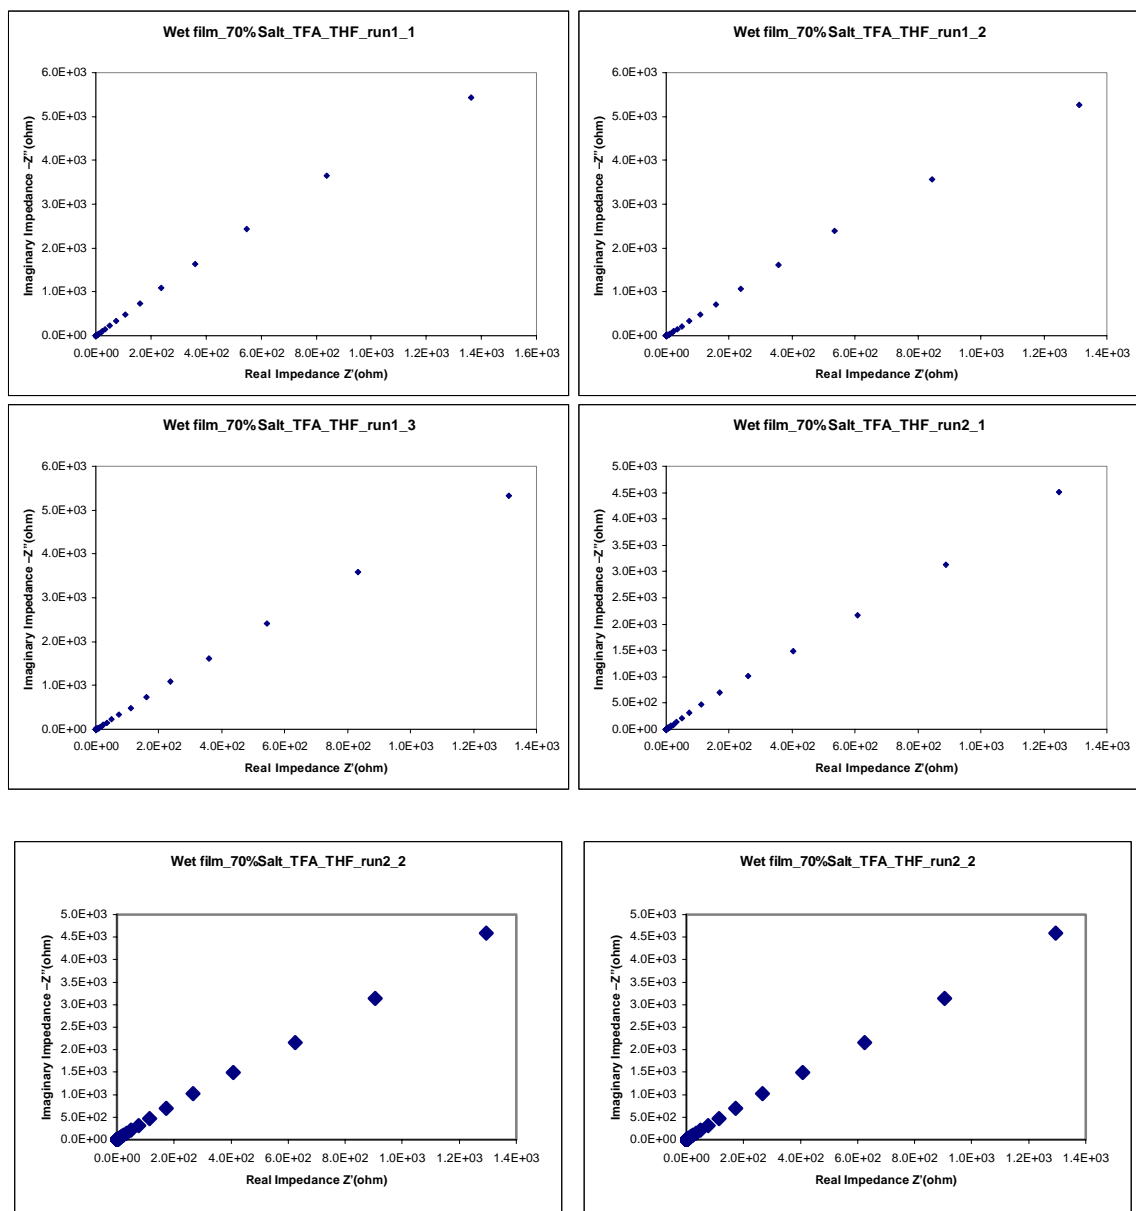 Wet film_70%Salt_TFA_THF_run1_1
6.0E+03
5.0E+03
4.0E+03
3.0E+03
2.0E+03
1.0E+03
0.0E+00
Imaginary Impedance –Z"(ohm)
0.0E+00 2.0E+02 4.0E+02 6.0E+02 8.0E+02 1.0E+03 1.2E+03 1.4E+03 1.6E+03
Real Impedance Z'(ohm)
Wet film_70%Salt_TFA_THF_run1_2
6.0E+03
5.0E+03
4.0E+03
3.0E+03
2.0E+03
1.0E+03
0.0E+00
Imaginary Impedance –Z"(ohm)
0.0E+00 2.0E+02 4.0E+02 6.0E+02 8.0E+02 1.0E+03 1.2E+03 1.4E+03
Real Impedance Z'(ohm)
Wet film_70%Salt_TFA_THF_run1_3
6.0E+03
5.0E+03
4.0E+03
3.0E+03
2.0E+03
1.0E+03
0.0E+00
Imaginary Impedance –Z"(ohm)
0.0E+00 2.0E+02 4.0E+02 6.0E+02 8.0E+02 1.0E+03 1.2E+03 1.4E+03
Real Impedance Z'(ohm)
Wet film_70%Salt_TFA_THF_run2_1
5.0E+03
4.5E+03
4.0E+03
3.5E+03
3.0E+03
2.5E+03
2.0E+03
1.5E+03
1.0E+03
5.0E+02
0.0E+00
Imaginary Impedance –Z"(ohm)
0.0E+00 2.0E+02 4.0E+02 6.0E+02 8.0E+02 1.0E+03 1.2E+03 1.4E+03
Real Impedance Z'(ohm)
Wet film_70%Salt_TFA_THF_run2_2
5.0E+03
4.5E+03
4.0E+03
3.5E+03
3.0E+03
2.5E+03
2.0E+03
1.5E+03
1.0E+03
5.0E+02
0.0E+00
Imaginary Impedance –Z"(ohm)
0.0E+00 2.0E+02 4.0E+02 6.0E+02 8.0E+02 1.0E+03 1.2E+03 1.4E+03
Real Impedance Z'(ohm)
Wet film_70%Salt_TFA_THF_run2_2
5.0E+03
4.5E+03
4.0E+03
3.5E+03
3.0E+03
2.5E+03
2.0E+03
1.5E+03
1.0E+03
5.0E+02
0.0E+00
Imaginary Impedance –Z"(ohm)
0.0E+00 2.0E+02 4.0E+02 6.0E+02 8.0E+02 1.0E+03 1.2E+03 1.4E+03
Real Impedance Z'(ohm)